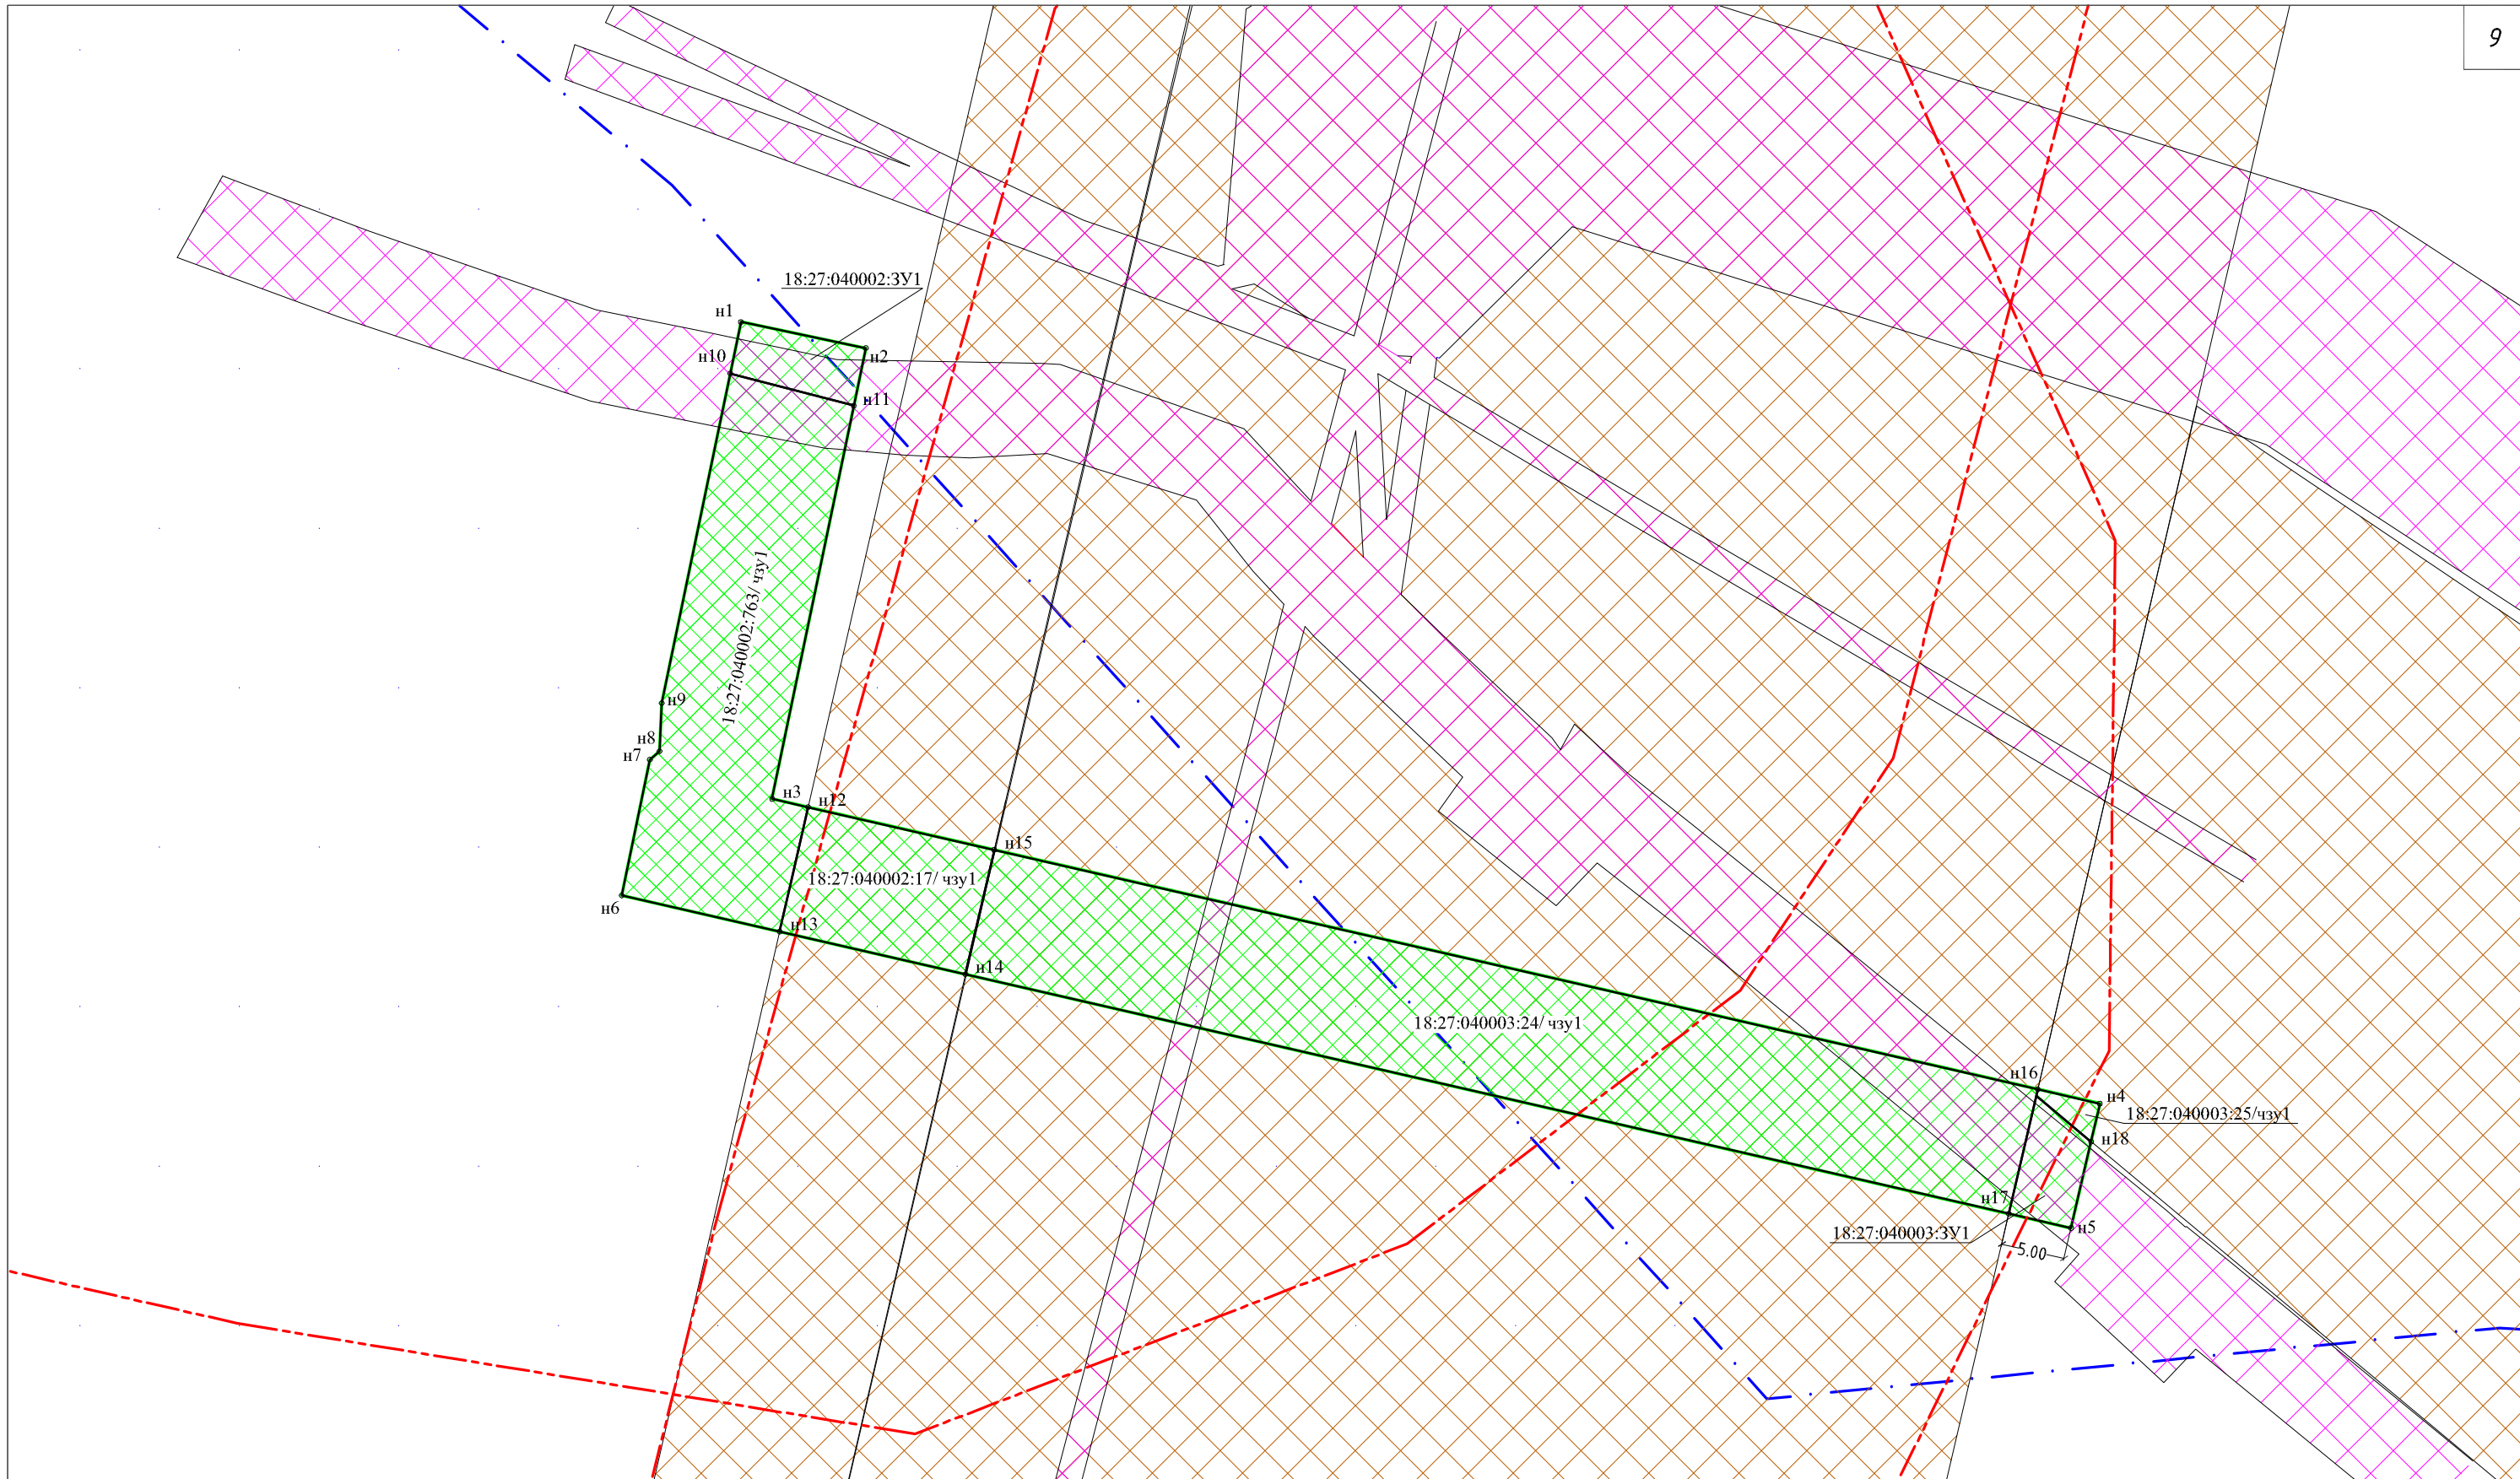 9
18:27:040002:ЗУ1
н1
н2
н10
н11
18:27:040002:763/ чзу1
н9
н8
н7
н3
н12
н15
18:27:040002:17/ чзу1
н6
н13
н14
18:27:040003:24/ чзу1
н16
н4
18:27:040003:25/чзу1
н18
н17
н5
18:27:040003:ЗУ1
5.00